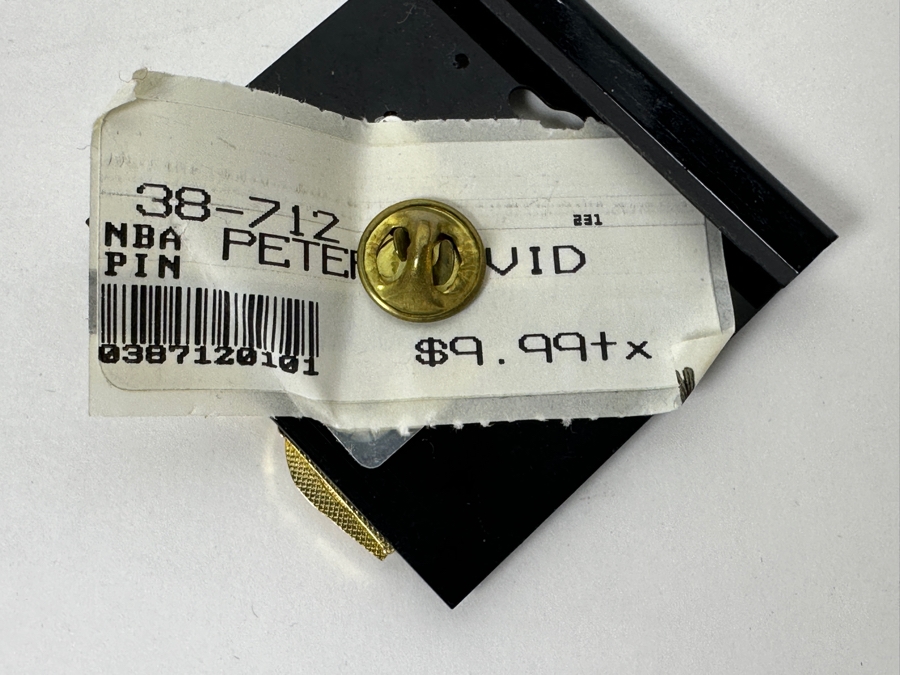 38-712
231
NBA
PIN
PETER VID
0387120101
$9.99+x